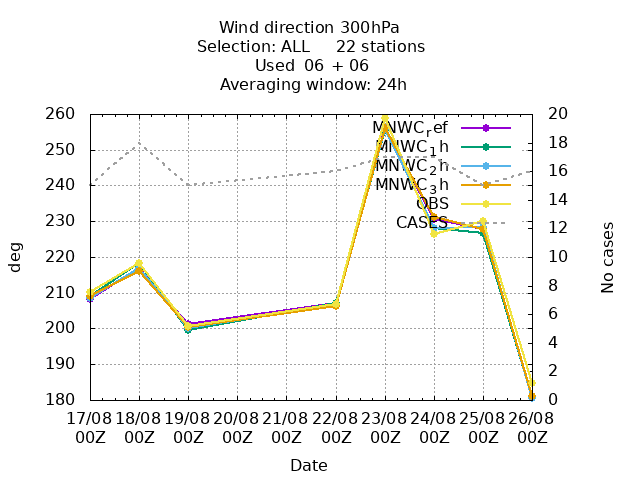 Wind direction 300hPa
Selection: ALL     22 stations
Used  06 + 06
Averaging window: 24h
260
250
240
230
220
210
200
190
180
deg
20
18
16
14
12
10
8
6
4
2
0
No cases
MNWC_ref
MNWC_1h
MNWC_2h
MNWC_3h
OBS
CASES
17/08 18/08 19/08 20/08 21/08 22/08 23/08 24/08 25/08 26/08
00Z 00Z 00Z 00Z 00Z 00Z 00Z 00Z 00Z 00Z
Date